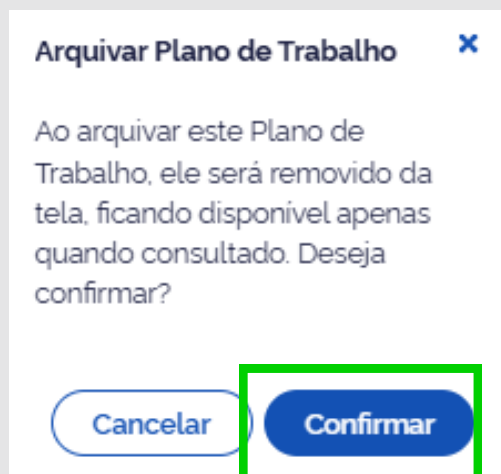 Arquivar Plano de Trabalho
Ao arquivar este Plano de
Trabalho, ele será removido da
tela, ficando disponível apenas
quando consultado. Deseja
confirmar?
Cancelar
Confirmar